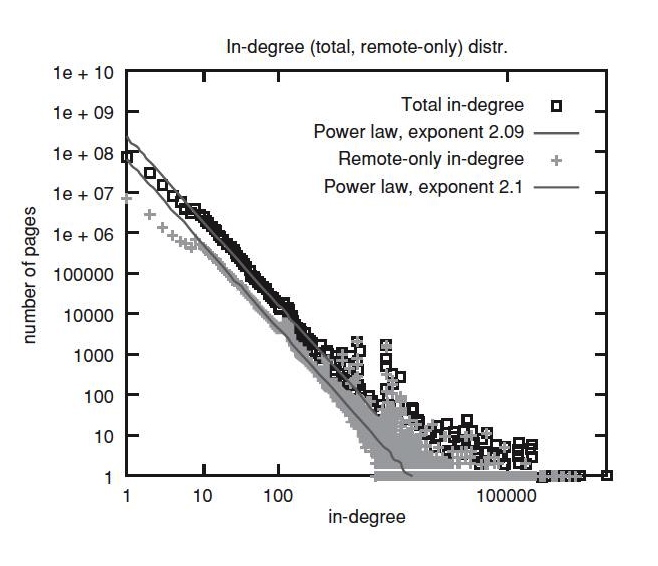 In-degree (total, remote-only) distr.
1e + 10
1e + 09
1e + 08
1e + 07
1e + 06
100000
10000
1000
100
10
1
number of pages
Total in-degree
Power law, exponent 2.09
Remote-only in-degree
Power law, exponent 2.1
1 10 100 100000
in-degree